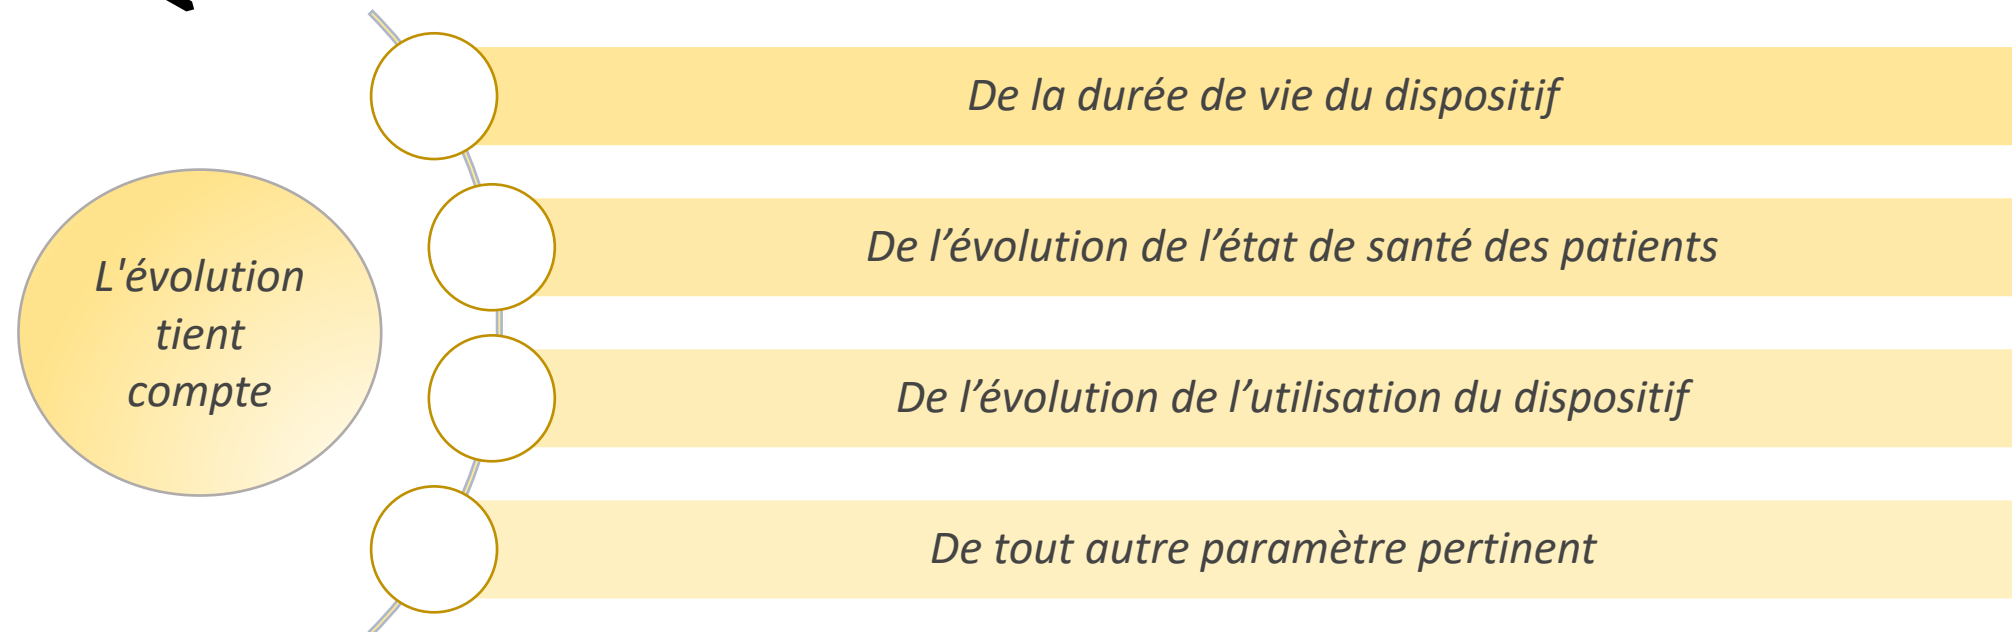 L'évolution
tient
compte
De la durée de vie du dispositif
De l’évolution de l’état de santé des patients
De l’évolution de l’utilisation du dispositif
De tout autre paramètre pertinent